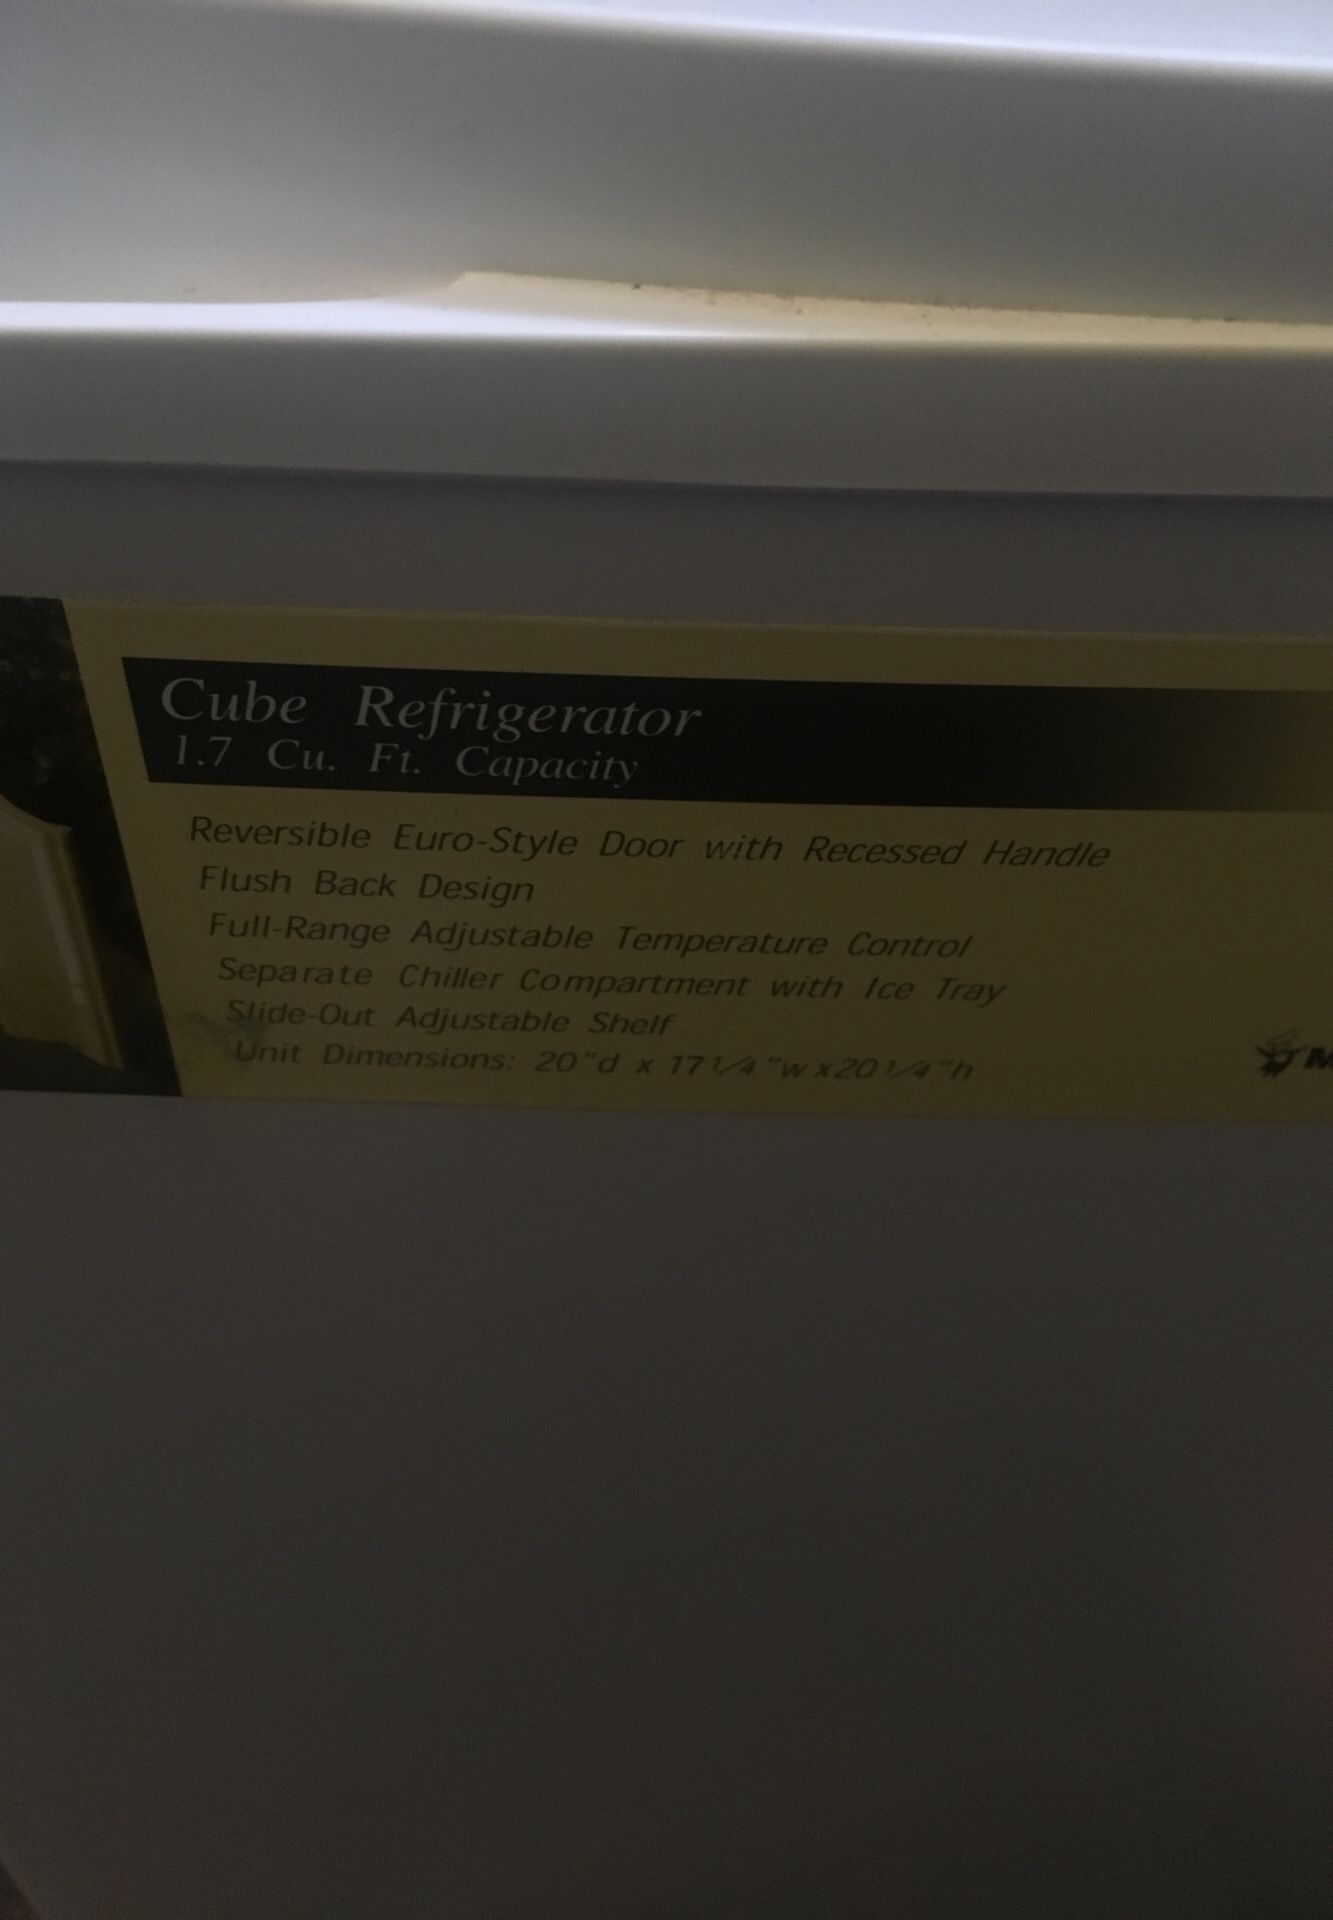 Cube Refrigerator
1.7 Cu. Ft. Capacity
Reversible Euro-Style Door with Recessed Handle
Flush Back Design
Full-Range Adjustable Temperature Control
Separate Chiller Compartment with Ice Tray
Slide-Out Adjustable Shelf
Unit Dimensions: 20"d x 17 1/4"w x20 1/4"h